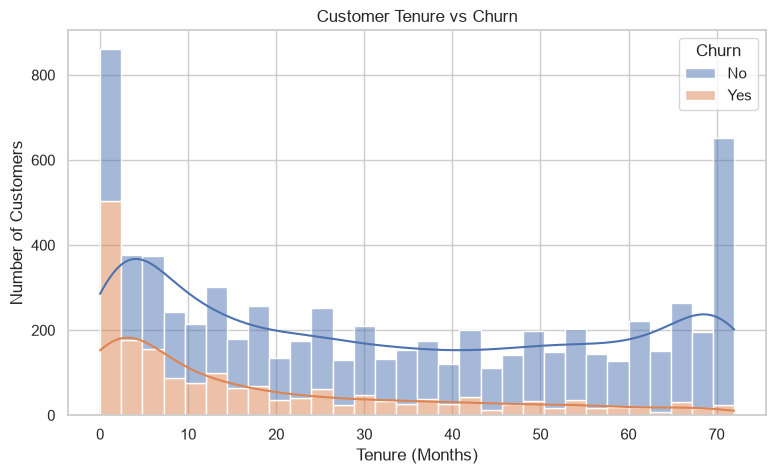 Customer Tenure vs Churn
Churn
No
Yes
Number of Customers
800
600
400
200
0
0 10 20 30 40 50 60 70
Tenure (Months)